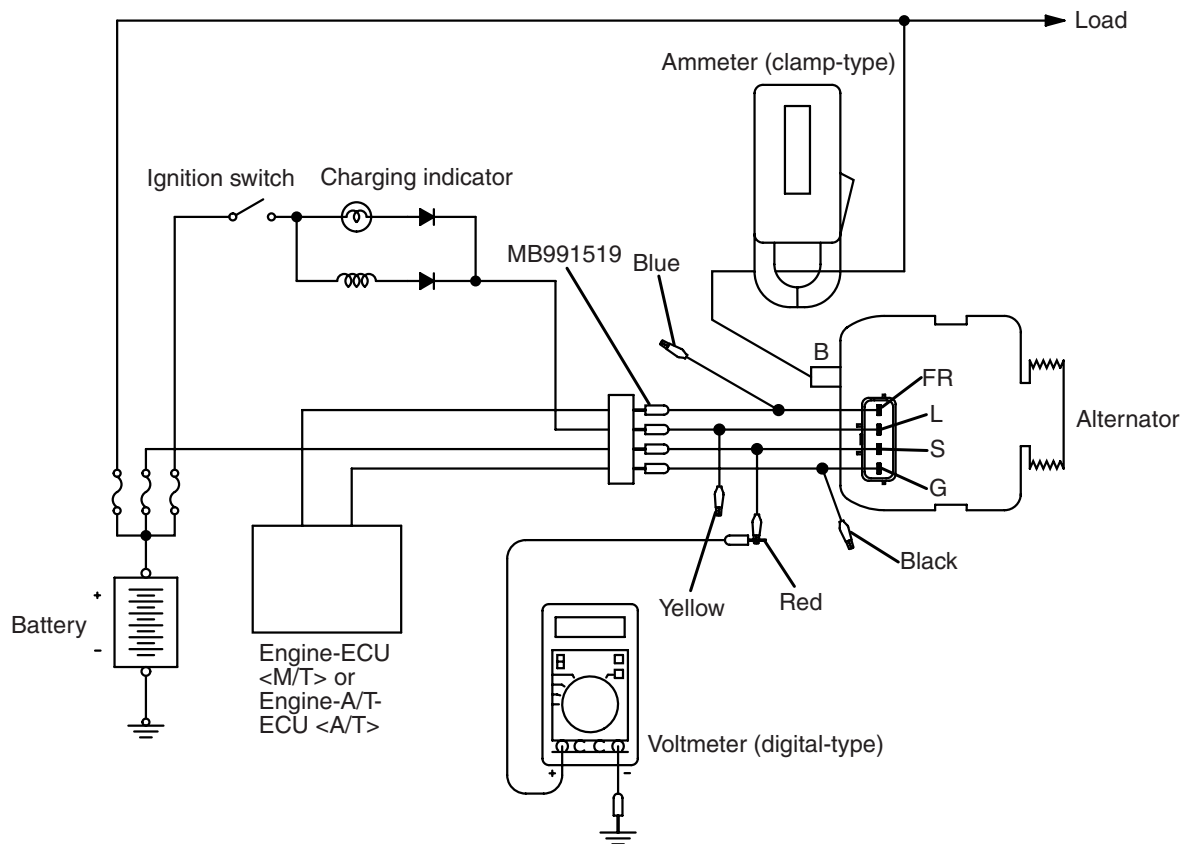 Load
Ammeter (clamp-type)
Ignition switch
Charging indicator
MB991519
Blue
B
FR
L
S
G
Alternator
Black
Red
Yellow
+
Battery
-
Engine-ECU
<M/T> or
Engine-A/T-
ECU <A/T>
Voltmeter (digital-type)
+
-